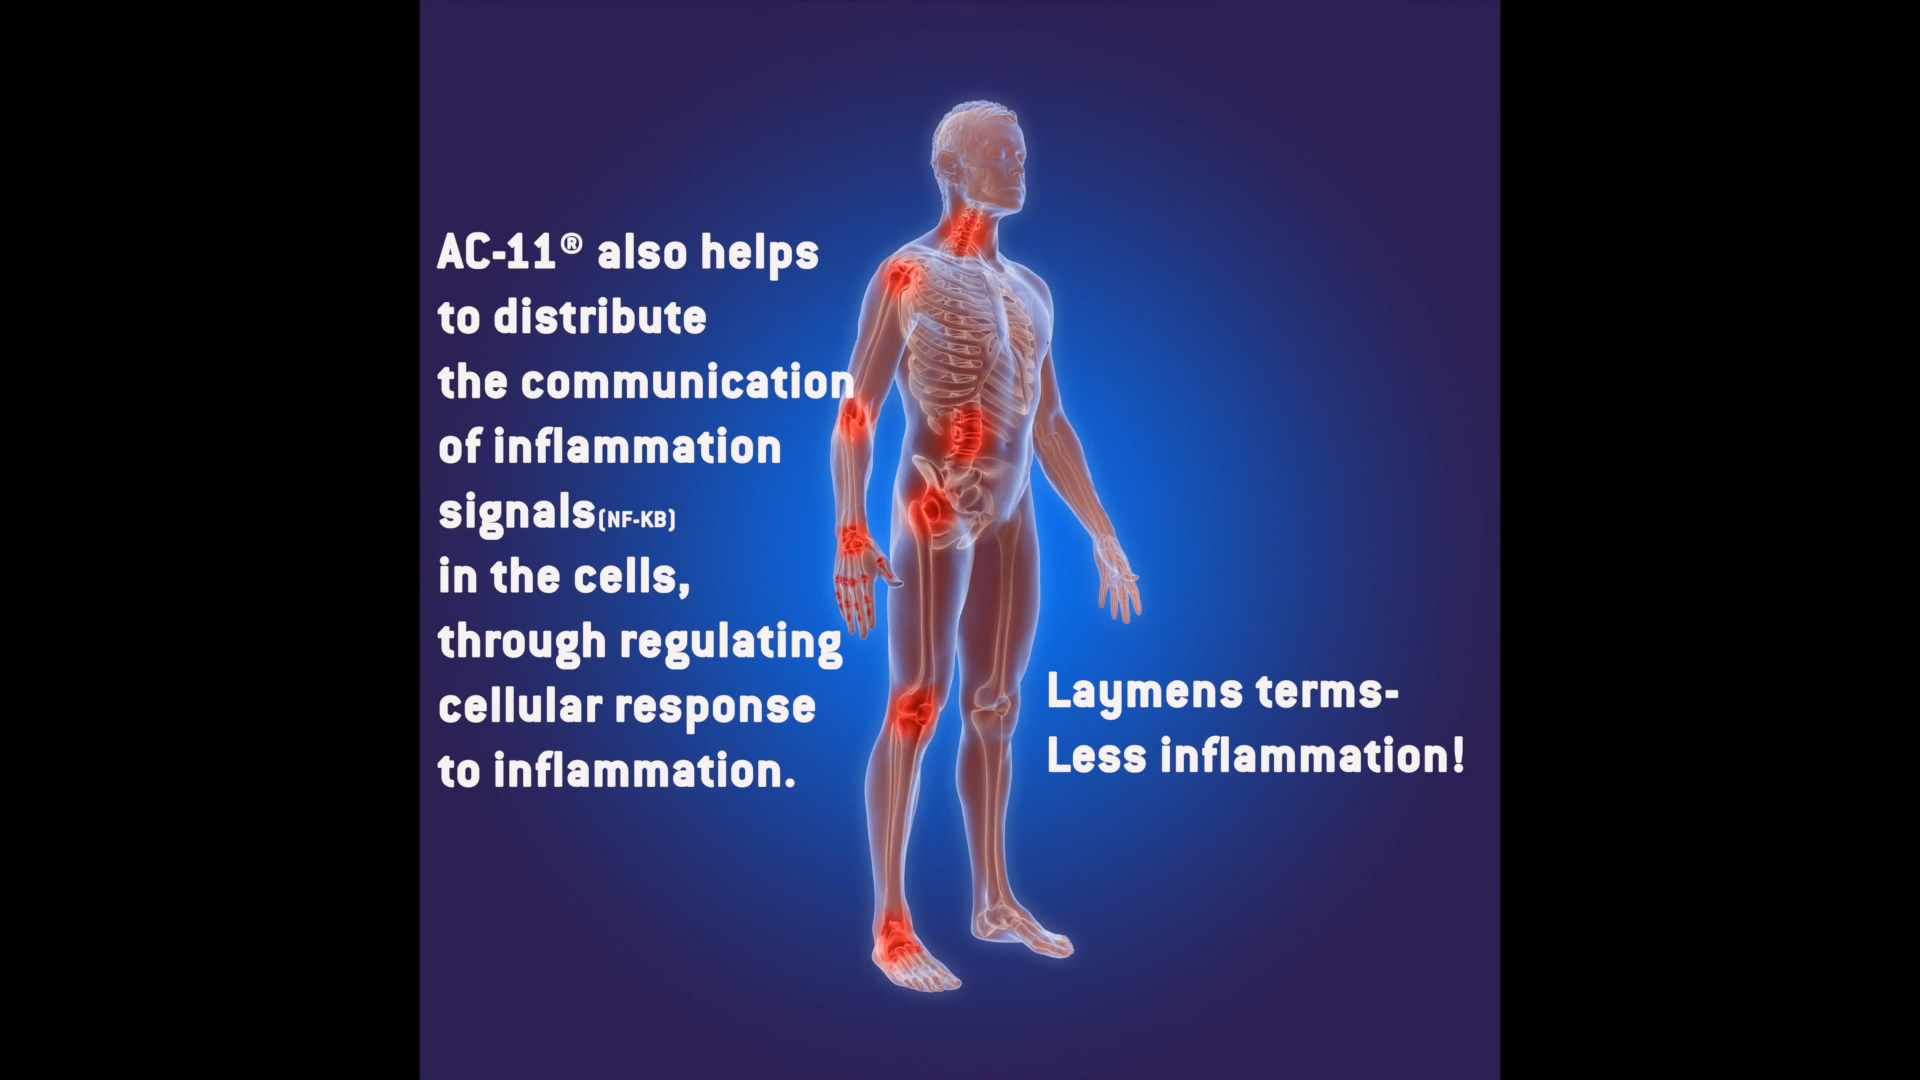 AC-11® also helps
to distribute
the communication
of inflammation
signals(NF-KB)
in the cells,
through regulating
cellular response
to inflammation.
Laymens terms-
Less inflammation!